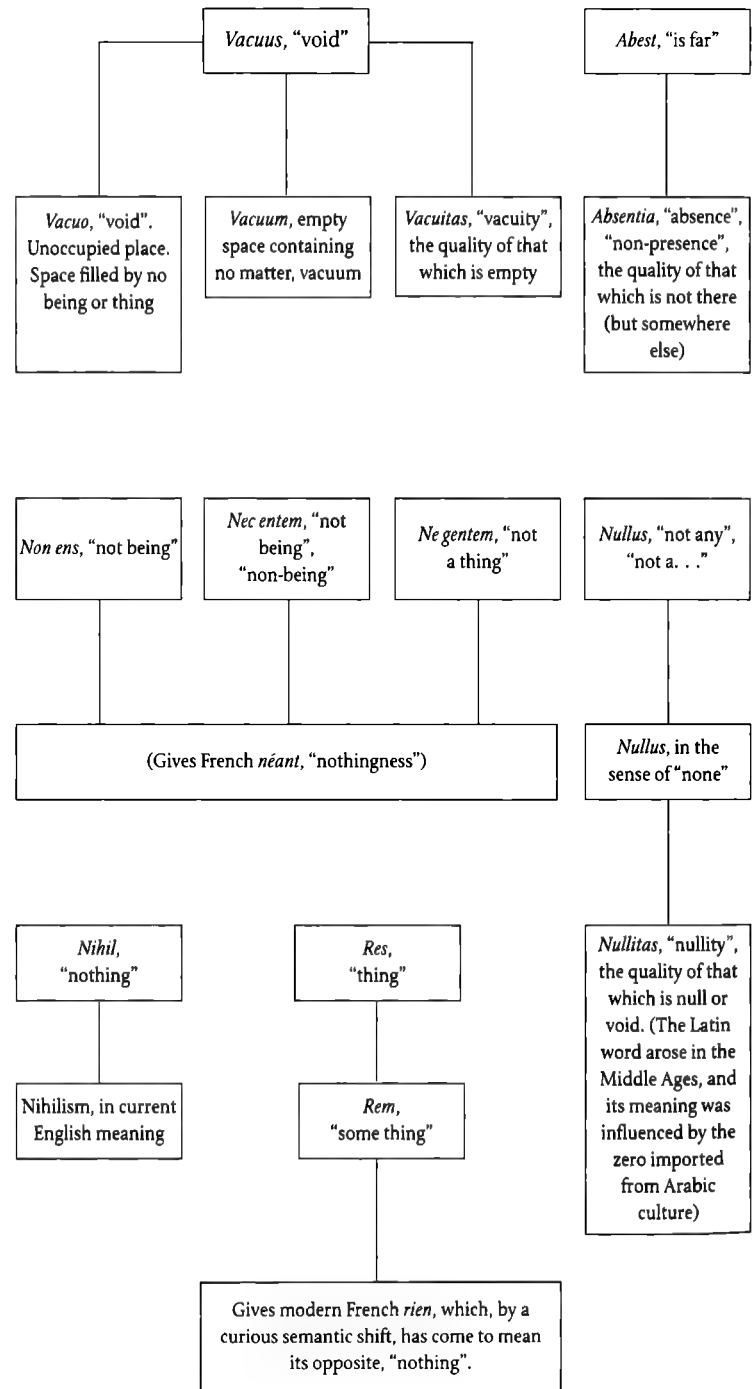 Vacuus, “void”
Abest, “is far”
Vacuo, “void”.
Unoccupied place.
Space filled by no
being or thing
Vacuum, empty
space containing
no matter, vacuum
Vacuitas, “vacuity”,
the quality of that
which is empty
Absentia, “absence”,
“non-presence”,
the quality of that
which is not there
(but somewhere
else)
Non ens, “not being”
Nec entem, “not
being”,
“non-being”
Ne gentem, “not
a thing”
Nullus, “not any”,
“not a. . .”
(Gives French néant, “nothingness”)
Nullus, in the
sense of “none”
Nihil,
“nothing”
Res,
“thing”
Nullitas, “nullity”,
the quality of that
which is null or
void. (The Latin
word arose in the
Middle Ages, and
its meaning was
influenced by the
zero imported
from Arabic
culture)
Nihilism, in current
English meaning
Rem,
“some thing”
Gives modern French rien, which, by a
curious semantic shift, has come to mean
its opposite, “nothing”.